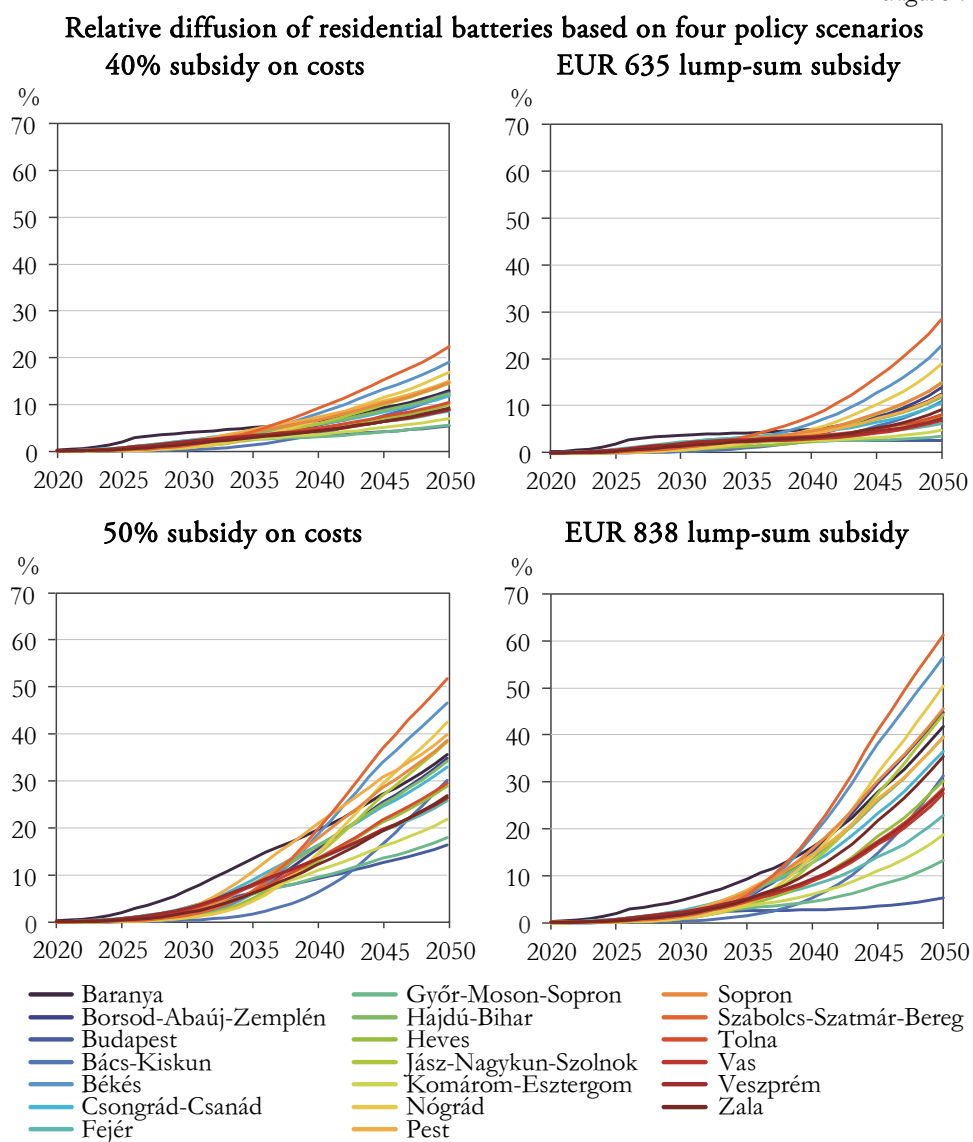 Relative diffusion of residential batteries based on four policy scenarios
40% subsidy on costs
%
70
60
50
40
30
20
10
0
2020 2025 2030 2035 2040 2045 2050
EUR 635 lump-sum subsidy
%
70
60
50
40
30
20
10
0
2020 2025 2030 2035 2040 2045 2050
50% subsidy on costs
%
70
60
50
40
30
20
10
0
2020 2025 2030 2035 2040 2045 2050
EUR 838 lump-sum subsidy
%
70
60
50
40
30
20
10
0
2020 2025 2030 2035 2040 2045 2050
Baranya
Borsod-Abaúj-Zemplén
Budapest
Bács-Kiskun
Békés
Csongrád-Csanád
Fejér
Győr-Moson-Sopron
Hajdú-Bihar
Heves
Jász-Nagykun-Szolnok
Komárom-Esztergom
Nógrád
Pest
Sopron
Szabolcs-Szatmár-Bereg
Tolna
Vas
Veszprém
Zala